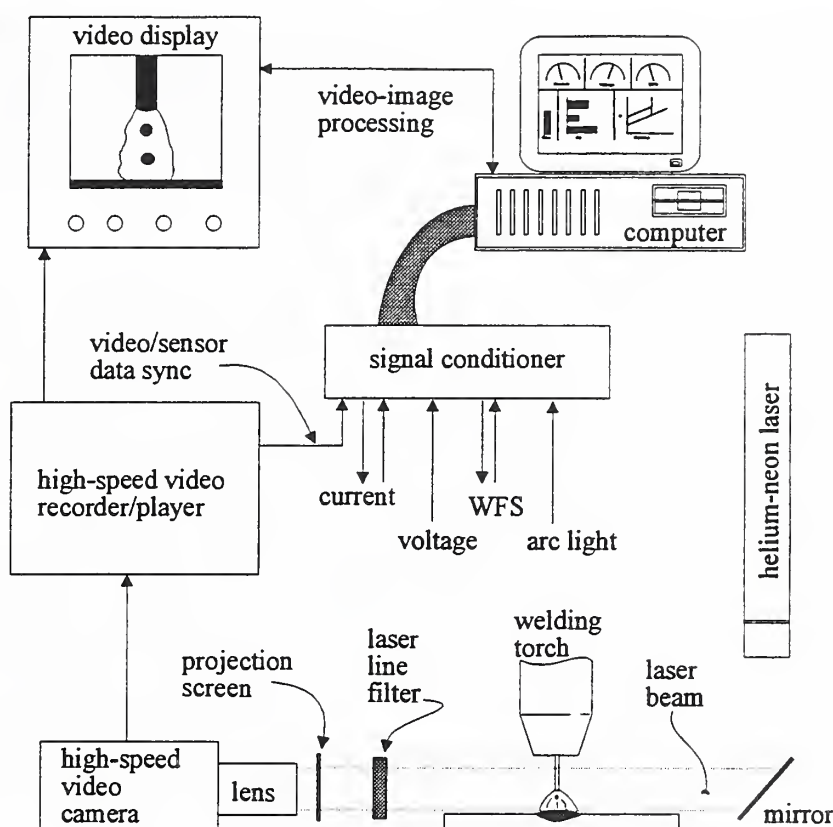 video display
video-image
processing
computer
video/sensor
data sync
signal conditioner
helium-neon laser
high-speed video
recorder/player
current
WFS
voltage
arc light
welding
torch
laser
line
filter
projection
screen
laser
beam
high-speed
video
camera
lens
mirror